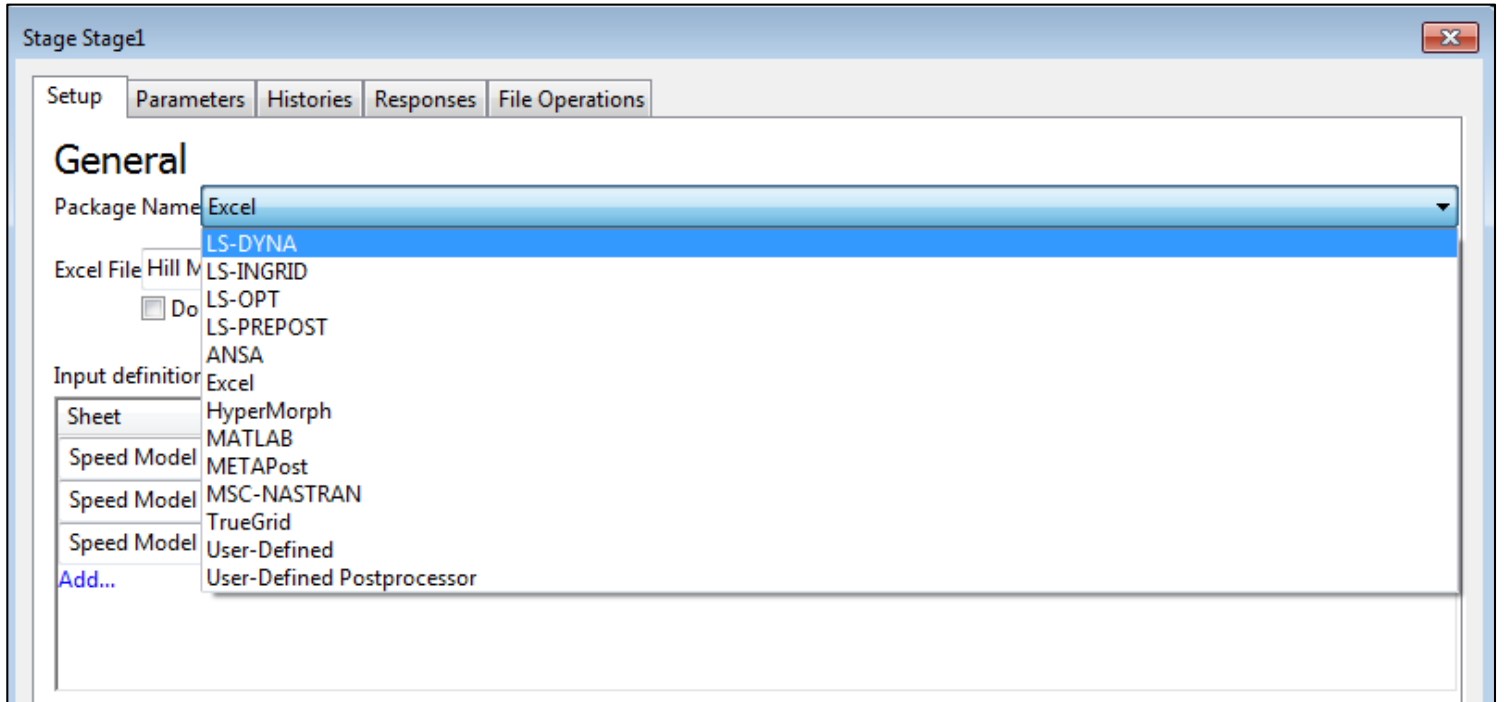 Stage Stage1
Setup Parameters Histories Responses File Operations
General
Package Name Excel
LS-DYNA
Excel File Hill M LS-INGRID
Do LS-OPT
LS-PREPOST
ANSA
Input definition Excel
Sheet HyperMorph
MATLAB
Speed Model METAPost
Speed Model MSC-NASTRAN
TrueGrid
Speed Model User-Defined
Add... User-Defined Postprocessor